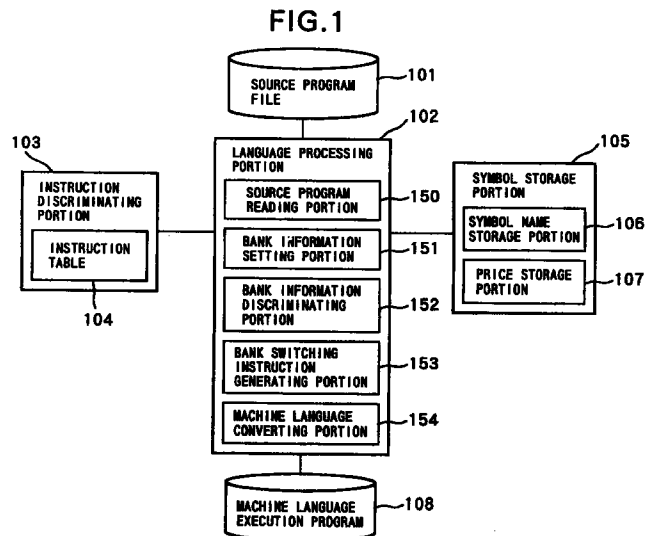 FIG.1
SOURCE PROGRAM
FILE
101
102
LANGUAGE PROCESSING
PORTION
SOURCE PROGRAM
READING PORTION
150
BANK INFORMATION
SETTING PORTION
151
BANK INFORMATION
DISCRIMINATING
PORTION
152
BANK SWITCHING
INSTRUCTION
GENERATING PORTION
153
MACHINE LANGUAGE
CONVERTING PORTION
154
103
INSTRUCTION
DISCRIMINATING
PORTION
INSTRUCTION
TABLE
104
105
SYMBOL STORAGE
PORTION
SYMBOL NAME
STORAGE PORTION
106
PRICE STORAGE
PORTION
107
MACHINE LANGUAGE
EXECUTION PROGRAM
108